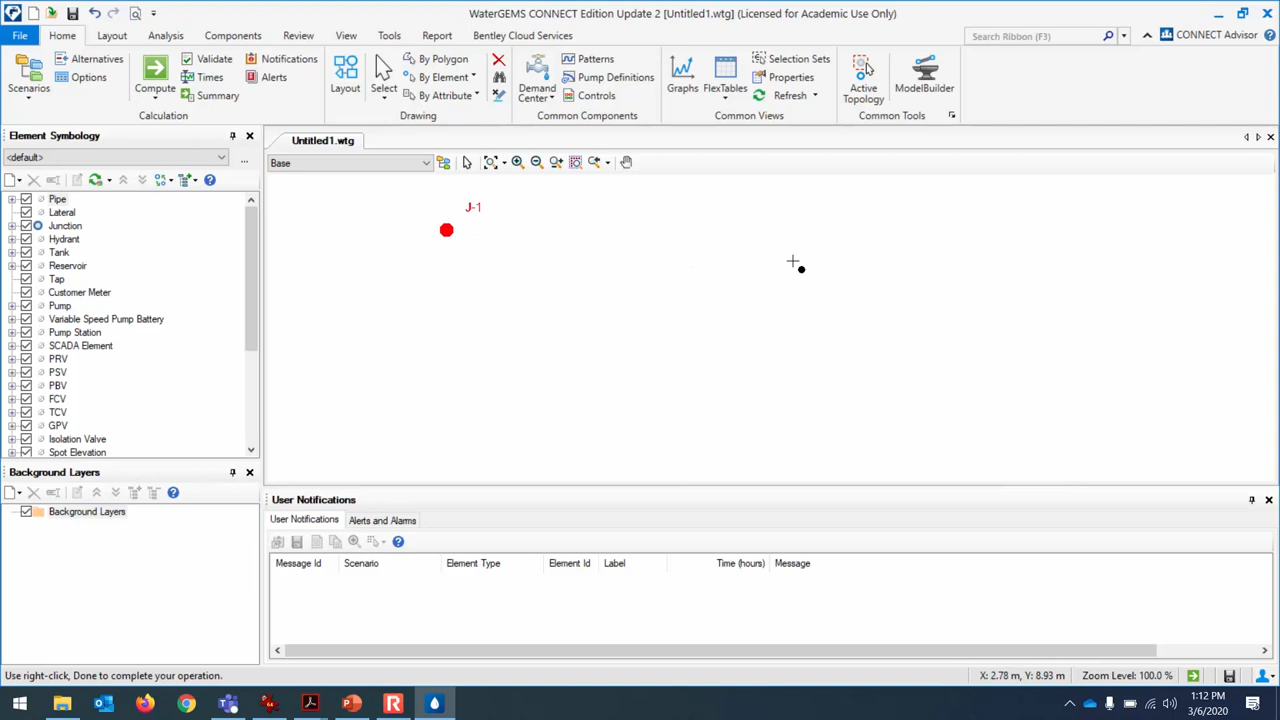 WaterGEMS CONNECT Edition Update 2 [Untitled1.wtg] (Licensed for Academic Use Only)
File Home Layout Analysis Components Review View Tools Report Bentley Cloud Services Search Ribbon (F3) CONNECT Advisor
Scenarios Alternatives Options Compute Validate Times Summary Notifications Alerts
Calculation
Layout Select By Polygon By Element By Attribute
Drawing
Demand Center Patterns Pump Definitions Controls
Common Components
Graphs FlexTables Selection Sets Properties Refresh
Common Views
Active Topology ModelBuilder
Common Tools
Element Symbology
<default>
Pipe
Lateral
Junction
Hydrant
Tank
Reservoir
Tap
Customer Meter
Pump
Variable Speed Pump Battery
Pump Station
SCADA Element
PRV
PSV
PBV
FCV
TCV
GPV
Isolation Valve
Spot Elevation
Background Layers
Background Layers
Untitled1.wtg
Base
J-1
User Notifications
User Notifications Alerts and Alarms
Message Id Scenario Element Type Element Id Label Time (hours) Message
Use right-click, Done to complete your operation. X: 2.78 m, Y: 8.93 m Zoom Level: 100.0 %
1:12 PM
3/6/2020